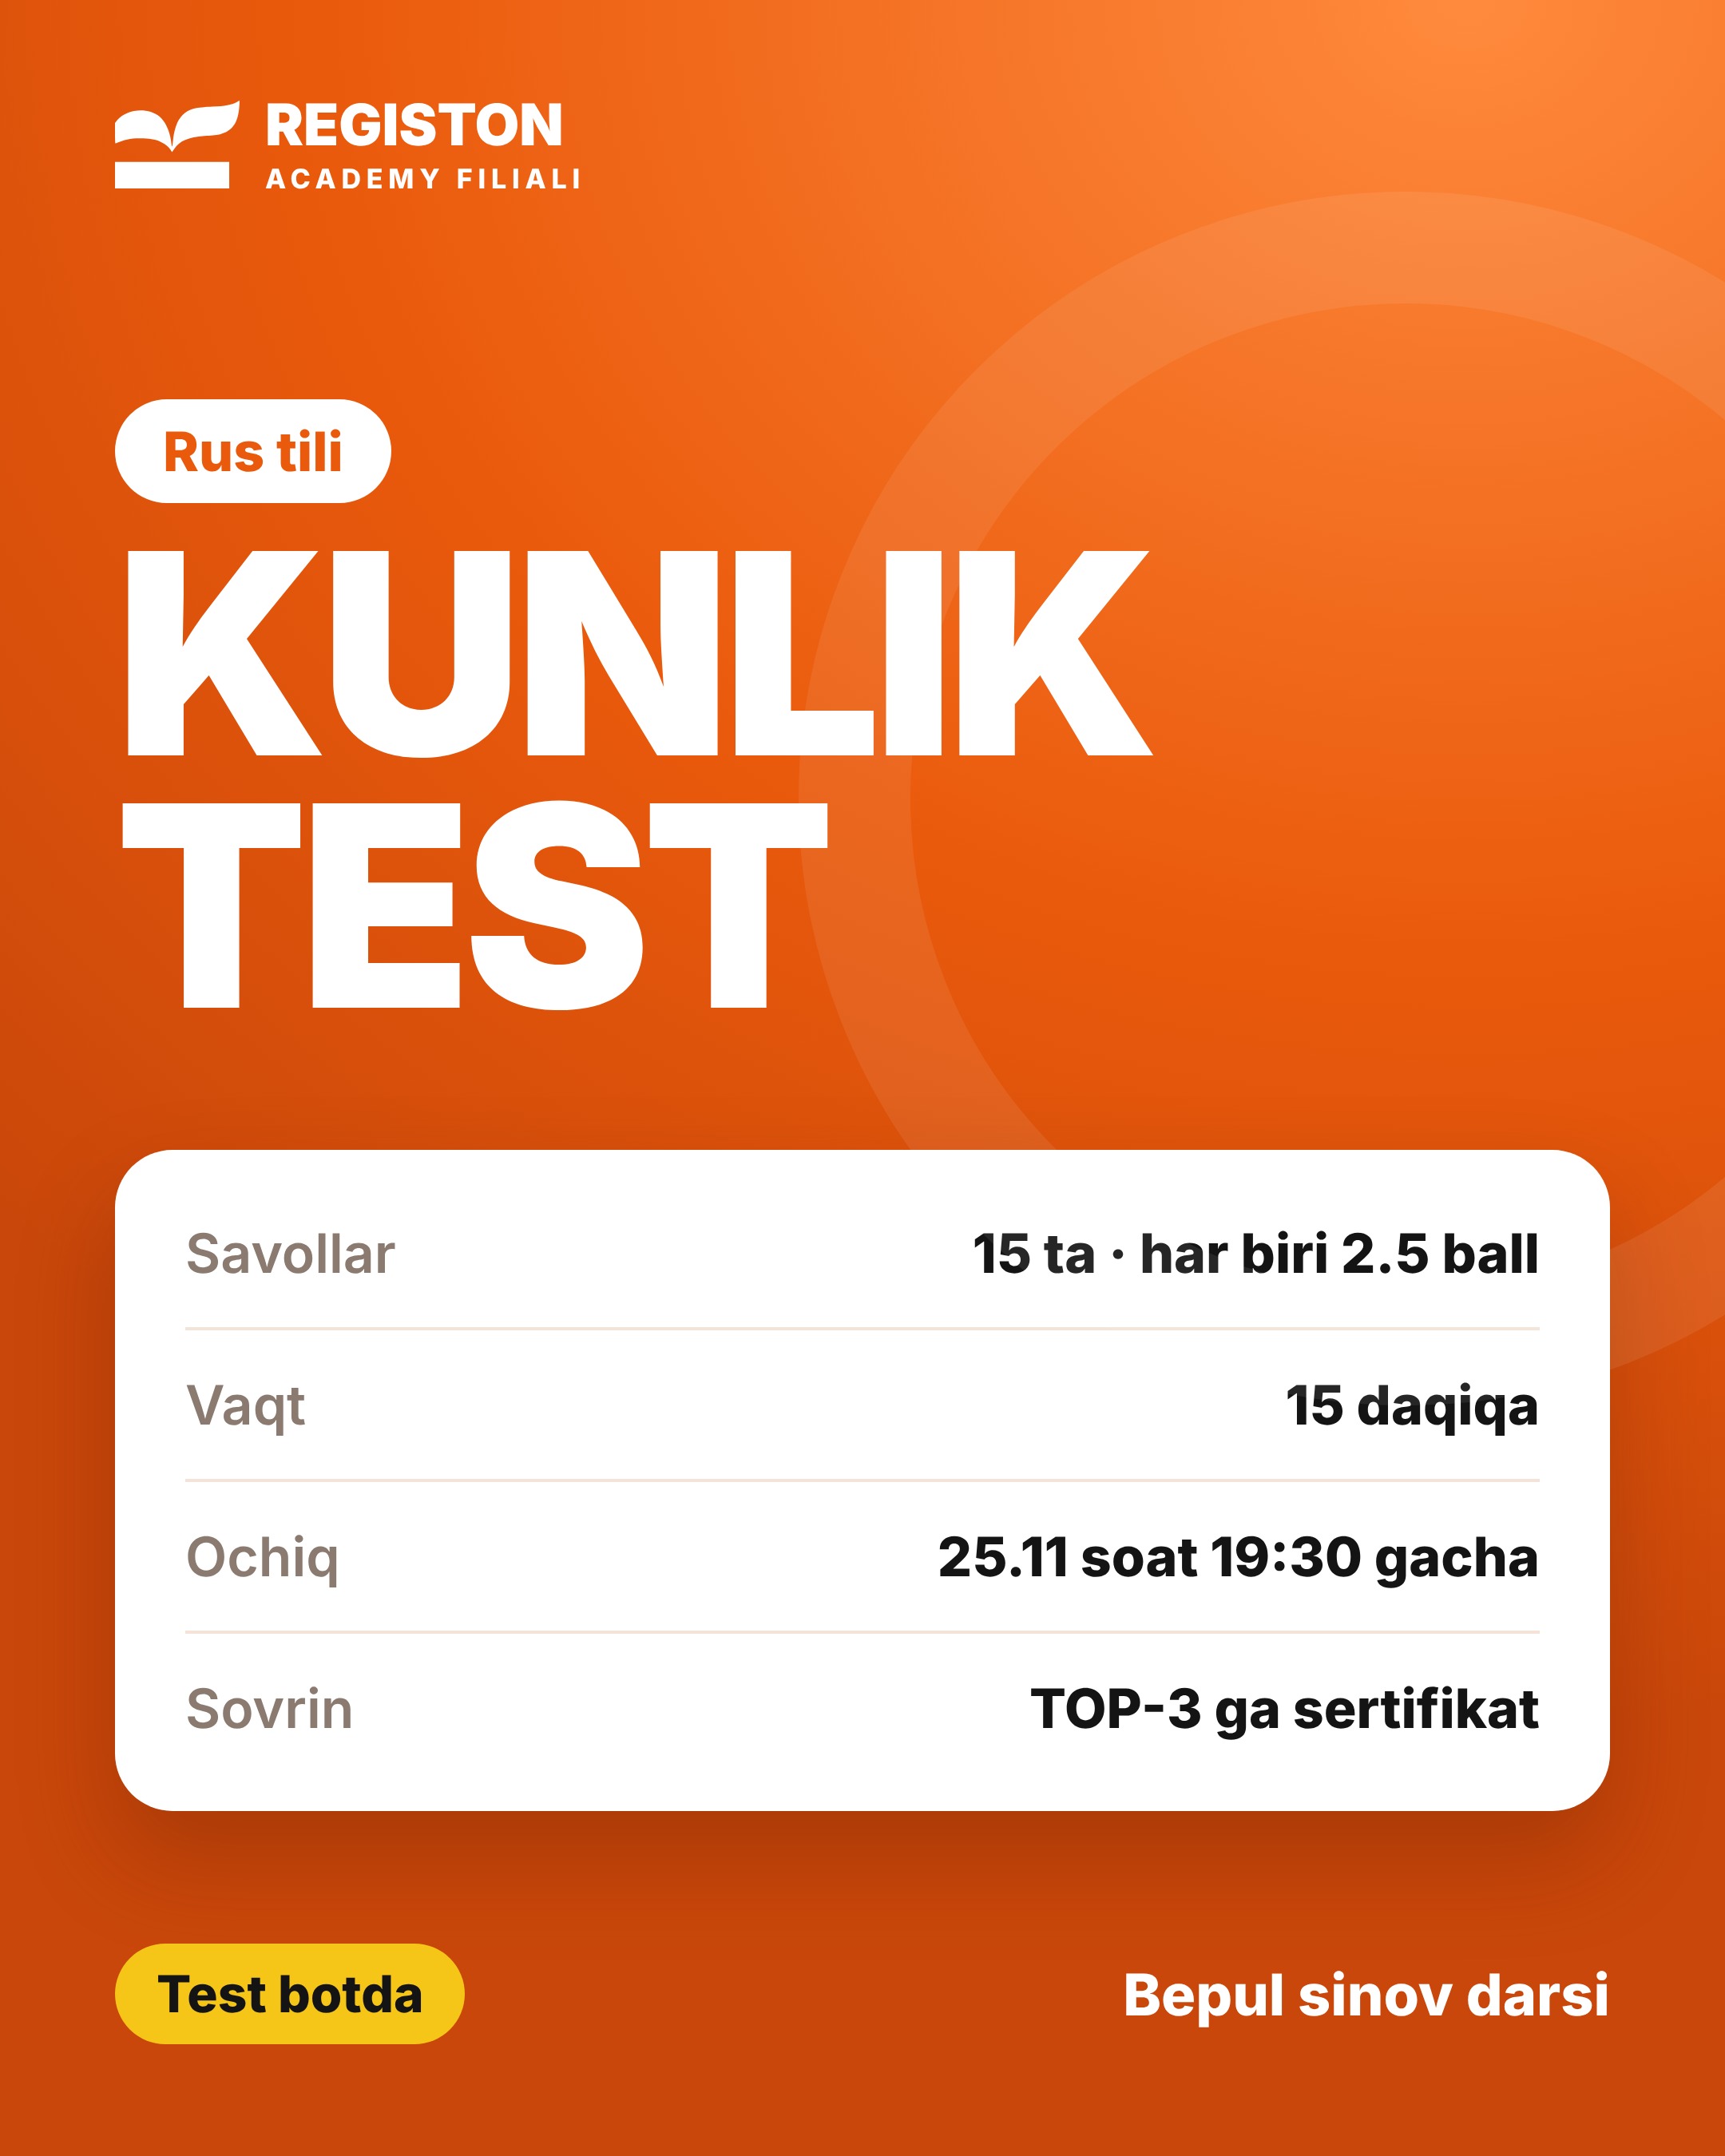 REGISTON
ACADEMY FILIALI
Rus tili
KUNLIK
TEST
Savollar 15 ta · har biri 2.5 ball
Vaqt 15 daqiqa
Ochiq 25.11 soat 19:30 gacha
Sovrin TOP-3 ga sertifikat
Test botda Bepul sinov darsi